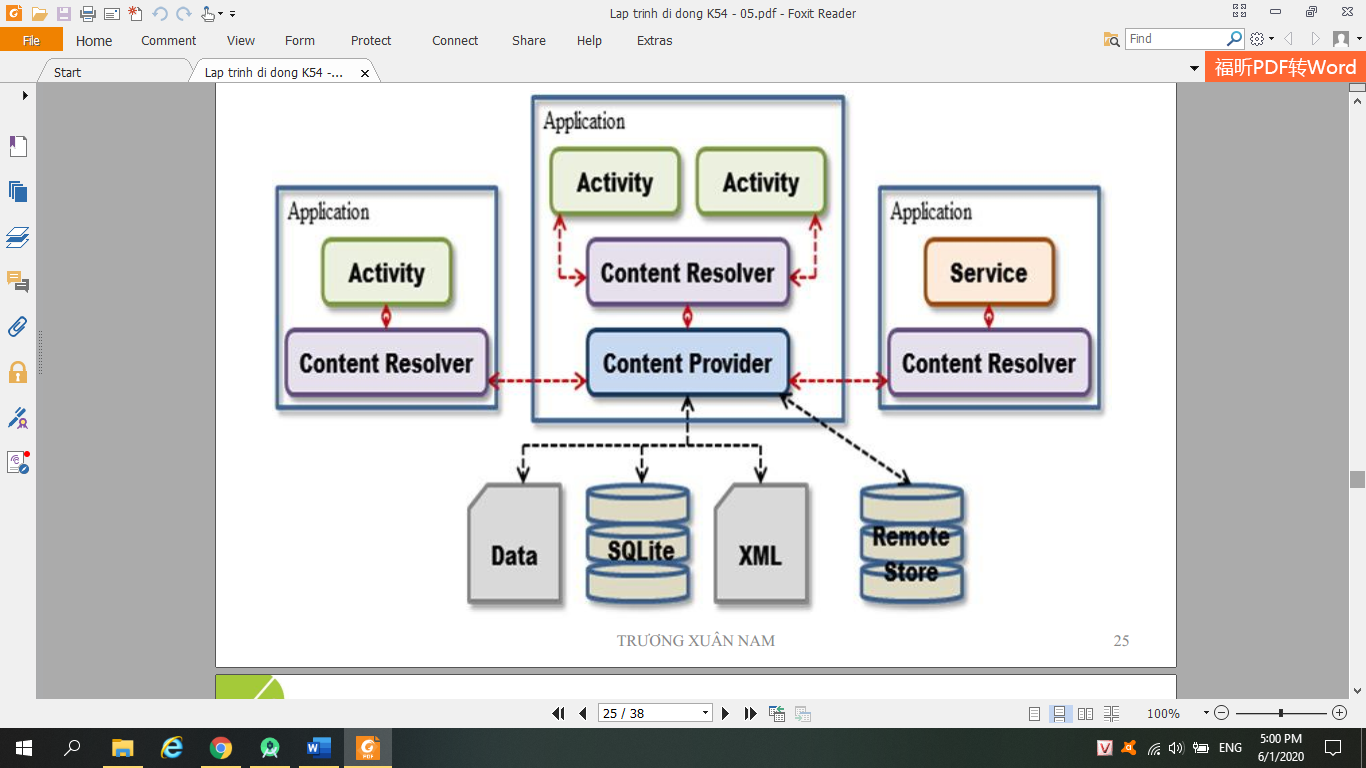 Lap trinh di dong K54 - 05.pdf - Foxit Reader
File Home Comment View Form Protect Connect Share Help Extras
Find
Start
Lap trinh di dong K54 -...
福昕PDF转Word
Application
Activity
Activity
Content Resolver
Content Provider
Application
Activity
Content Resolver
Application
Service
Content Resolver
Data
SQLite
XML
Remote
Store
TRƯƠNG XUÂN NAM
25
25 / 38
100%
ENG
5:00 PM
6/1/2020